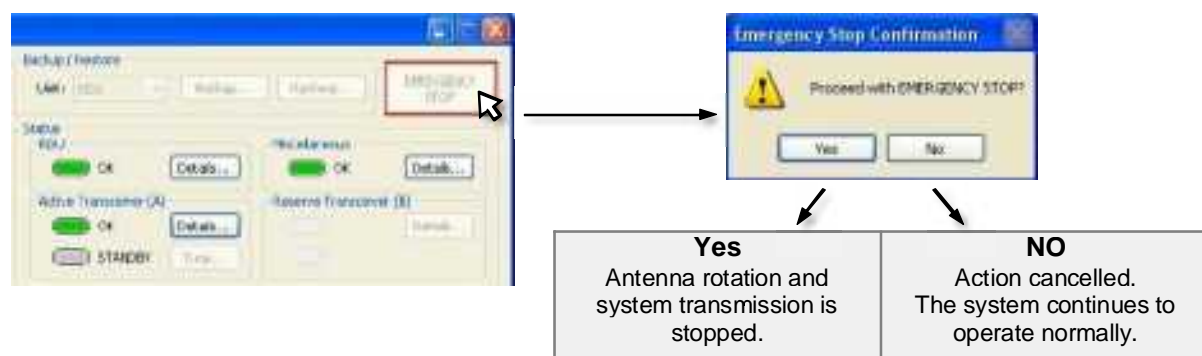 Backup / Restore
EMERGENCY
STOP
Status
OK
Details...
Miscellaneous
OK
Details...
Active Transceiver (A)
OK
Details...
STANDBY
Reserve Transceiver (B)
Details...
Emergency Stop Confirmation
Proceed with EMERGENCY STOP?
Yes
No
Yes
Antenna rotation and
system transmission is
stopped.
NO
Action cancelled.
The system continues to
operate normally.